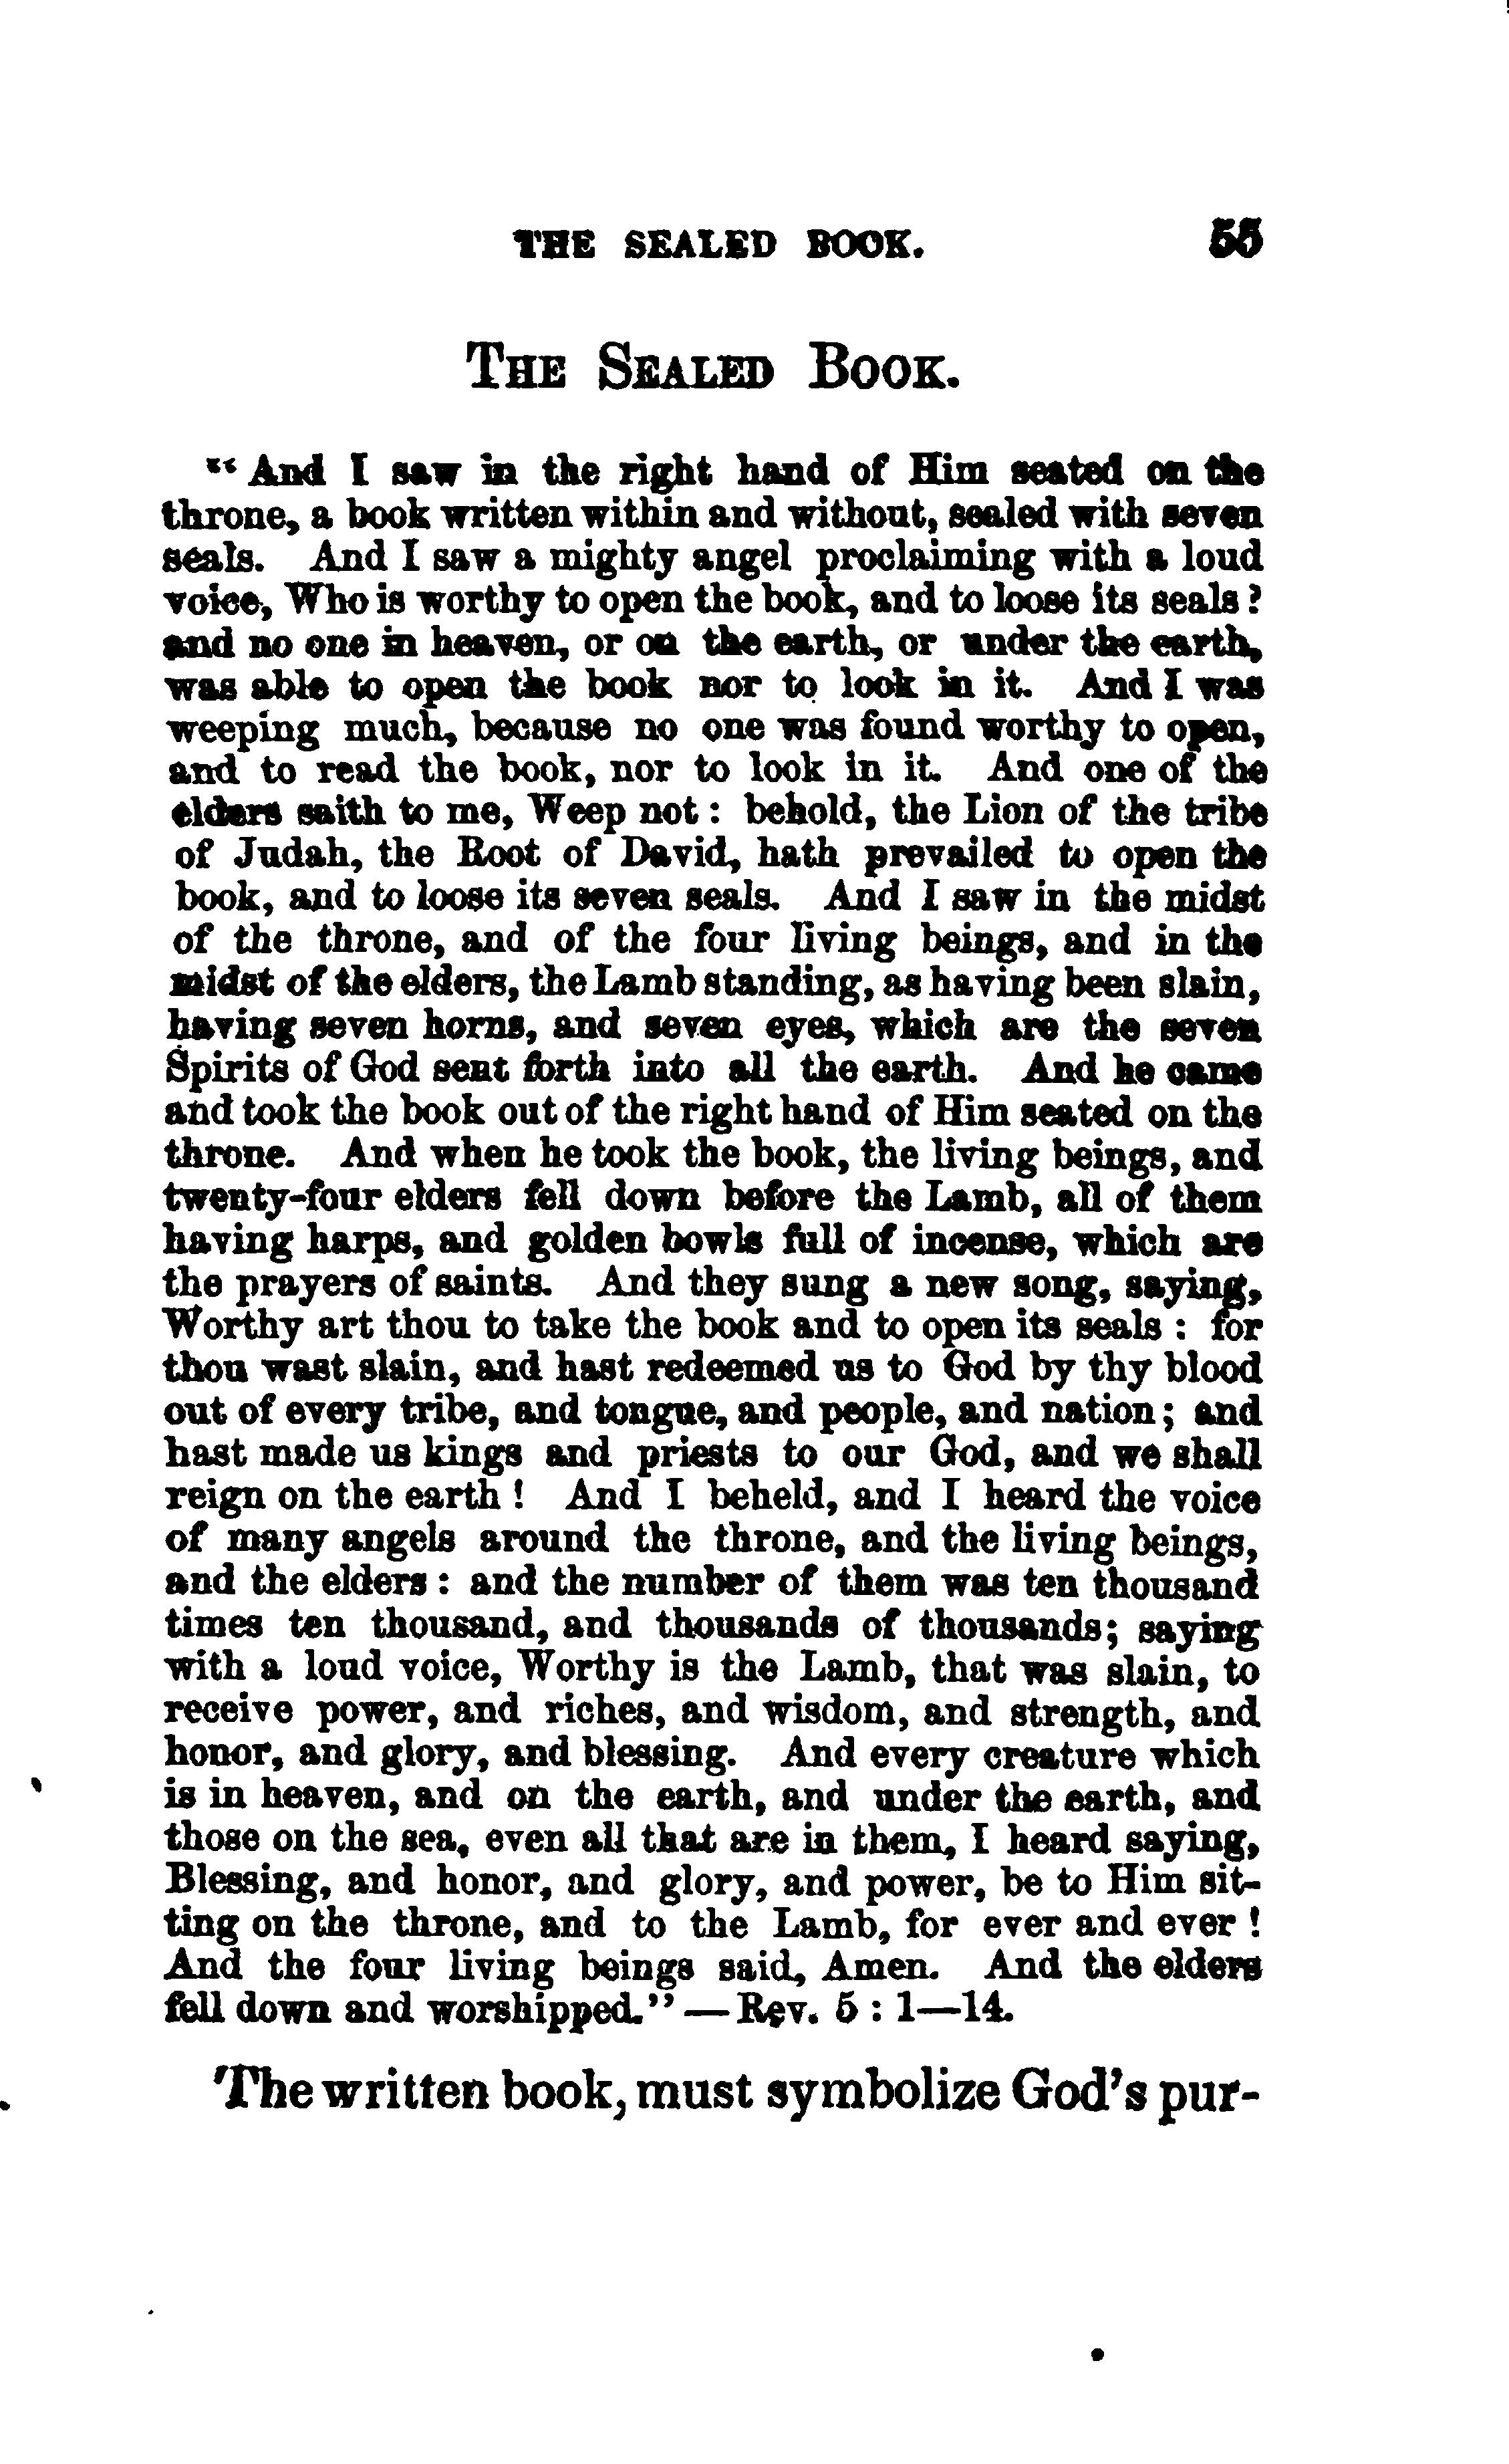 THE SEALED BOOK. 55
THE SEALED BOOK.
"And I saw in the right hand of Him seated on the
throne, a book written within and without, sealed with seven
seals. And I saw a mighty angel proclaiming with a loud
voice, Who is worthy to open the book, and to loose its seals?
and no one in heaven, or on the earth, or under the earth,
was able to open the book nor to look in it. And I was
weeping much, because no one was found worthy to open,
and to read the book, nor to look in it. And one of the
elders saith to me, Weep not: behold, the Lion of the tribe
of Judah, the Root of David, hath prevailed to open the
book, and to loose its seven seals. And I saw in the midst
of the throne, and of the four living beings, and in the
midst of the elders, the Lamb standing, as having been slain,
having seven horns, and seven eyes, which are the seven
Spirits of God sent forth into all the earth. And he came
and took the book out of the right hand of Him seated on the
throne. And when he took the book, the living beings, and
twenty-four elders fell down before the Lamb, all of them
having harps, and golden bowls full of incense, which are
the prayers of saints. And they sung a new song, saying,
Worthy art thou to take the book and to open its seals: for
thou wast slain, and hast redeemed us to God by thy blood
out of every tribe, and tongue, and people, and nation; and
hast made us kings and priests to our God, and we shall
reign on the earth! And I beheld, and I heard the voice
of many angels around the throne, and the living beings,
and the elders: and the number of them was ten thousand
times ten thousand, and thousands of thousands; saying
with a loud voice, Worthy is the Lamb, that was slain, to
receive power, and riches, and wisdom, and strength, and
honor, and glory, and blessing. And every creature which
is in heaven, and on the earth, and under the earth, and
those on the sea, even all that are in them, I heard saying,
Blessing, and honor, and glory, and power, be to Him sit-
ting on the throne, and to the Lamb, for ever and ever!
And the four living beings said, Amen. And the elders
fell down and worshipped."—Rev. 5:1—14.
The written book, must symbolize God's pur-